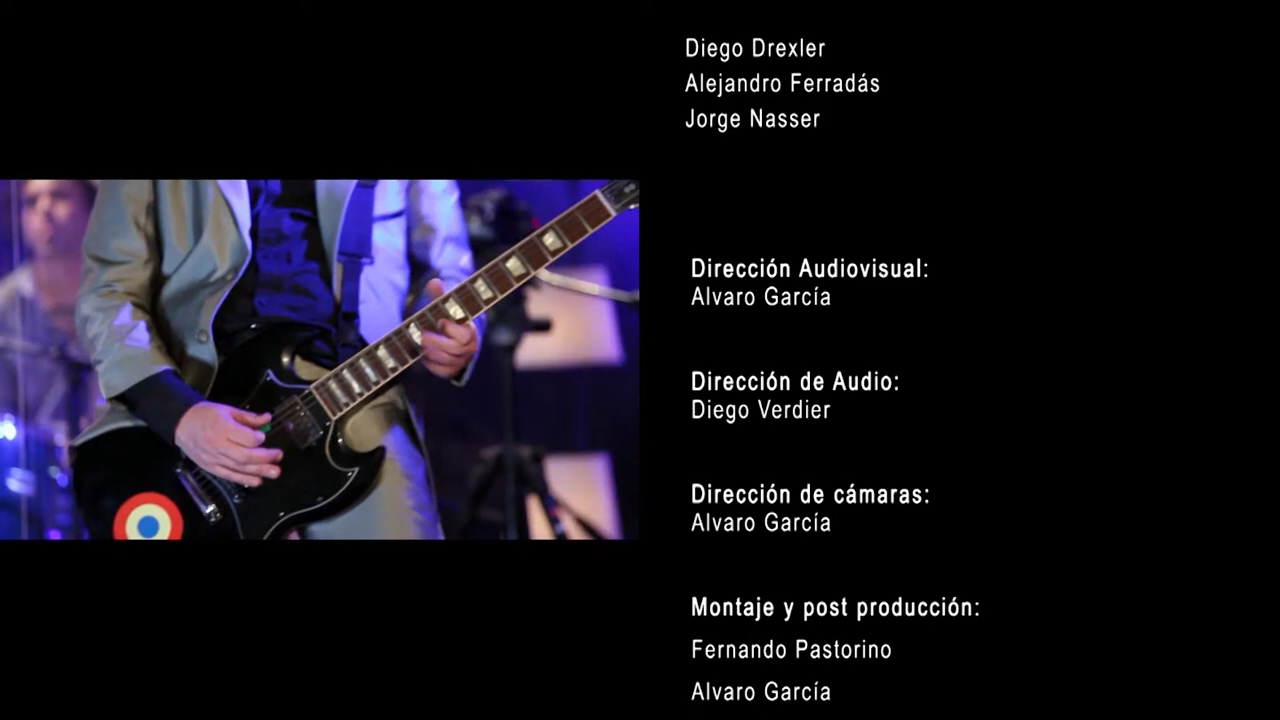 Diego Drexler
Alejandro Ferradás
Jorge Nasser
Dirección Audiovisual:
Alvaro García
Dirección de Audio:
Diego Verdier
Dirección de cámaras:
Alvaro García
Montaje y post producción:
Fernando Pastorino
Alvaro García